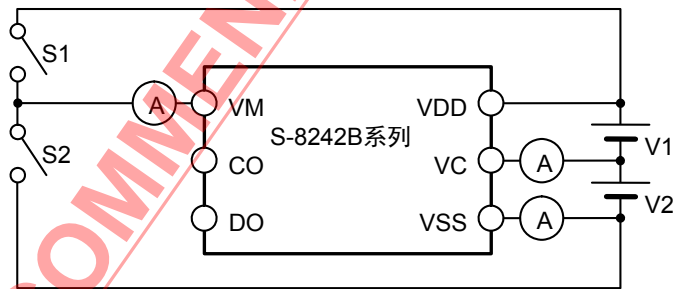 S1
A
VM
VDD
S-8242B系列
V1
S2
CO
VC
A
DO
VSS
A
V2
COMMEN